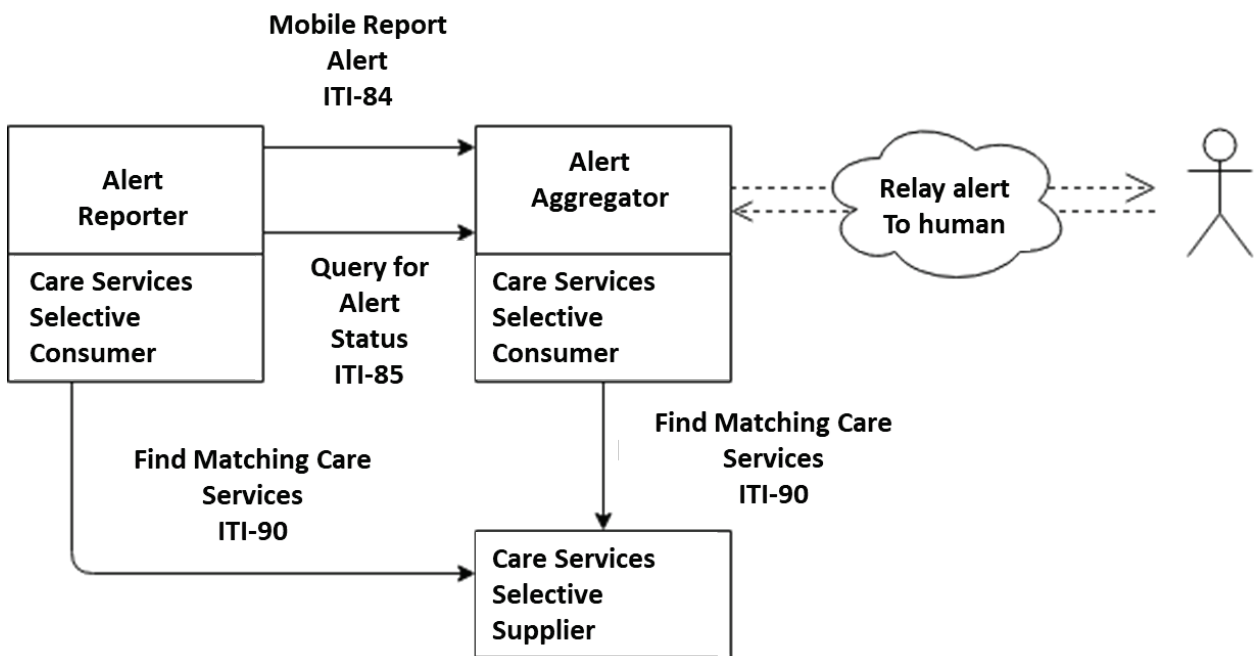 Mobile Report
Alert
ITI-84
Alert
Reporter
Care Services
Selective
Consumer
Query for
Alert
Status
ITI-85
Alert
Aggregator
Care Services
Selective
Consumer
Relay alert
To human
Find Matching Care
Services
ITI-90
Find Matching Care
Services
ITI-90
Care Services
Selective
Supplier